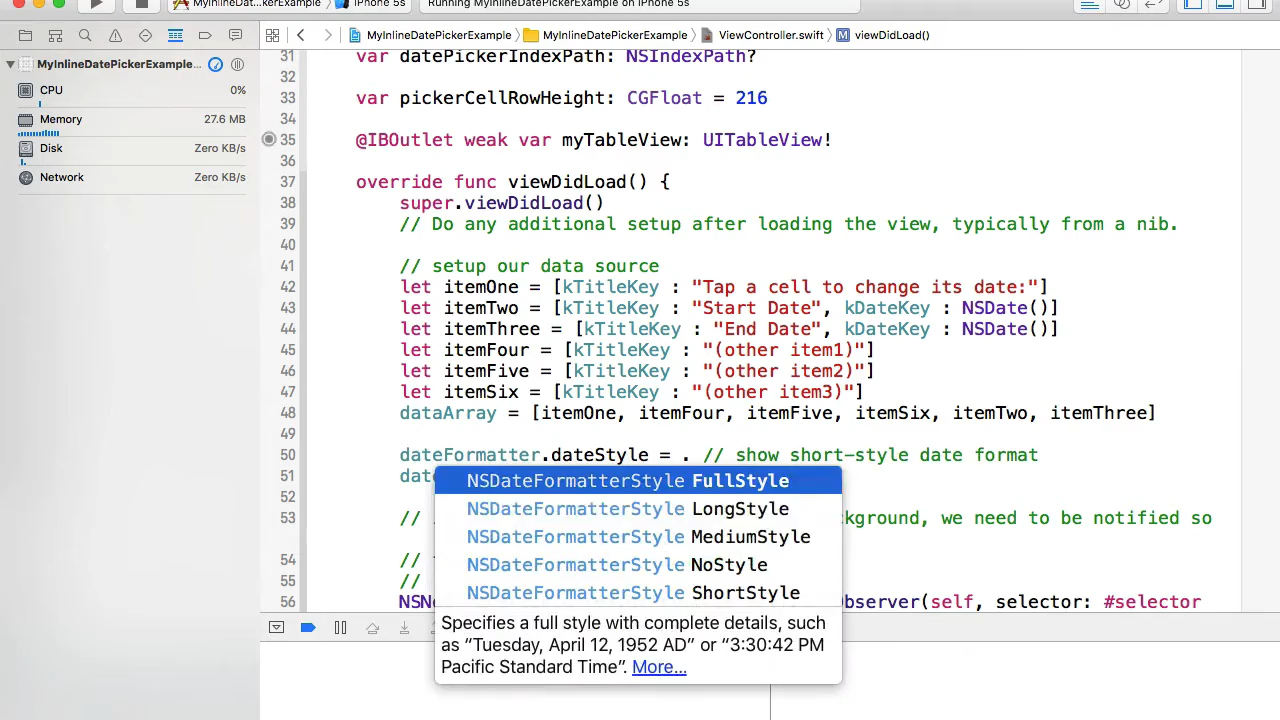 MyInlineDat...kerExample
iPhone 5s
Running MyInlineDatePickerExample on iPhone 5s
MyInlineDatePickerExample
MyInlineDatePickerExample
ViewController.swift
M viewDidLoad()
MyInlineDatePickerExample...
CPU 0%
Memory 27.6 MB
Disk Zero KB/s
Network Zero KB/s
31 var datePickerIndexPath: NSIndexPath?
32
33 var pickerCellRowHeight: CGFloat = 216
34
35 @IBOutlet weak var myTableView: UITableView!
36
37 override func viewDidLoad() {
38 super.viewDidLoad()
39 // Do any additional setup after loading the view, typically from a nib.
40
41 // setup our data source
42 let itemOne = [kTitleKey : "Tap a cell to change its date:"]
43 let itemTwo = [kTitleKey : "Start Date", kDateKey : NSDate()]
44 let itemThree = [kTitleKey : "End Date", kDateKey : NSDate()]
45 let itemFour = [kTitleKey : "(other item1)"]
46 let itemFive = [kTitleKey : "(other item2)"]
47 let itemSix = [kTitleKey : "(other item3)"]
48 dataArray = [itemOne, itemFour, itemFive, itemSix, itemTwo, itemThree]
49
50 dateFormatter.dateStyle = . // show short-style date format
51 date
52
53 // kground, we need to be notified so
54 //
55 //
56 NSNo Observer(self, selector: #selector
NSDateFormatterStyle FullStyle
NSDateFormatterStyle LongStyle
NSDateFormatterStyle MediumStyle
NSDateFormatterStyle NoStyle
NSDateFormatterStyle ShortStyle
Specifies a full style with complete details, such
as “Tuesday, April 12, 1952 AD” or “3:30:42 PM
Pacific Standard Time”. More...